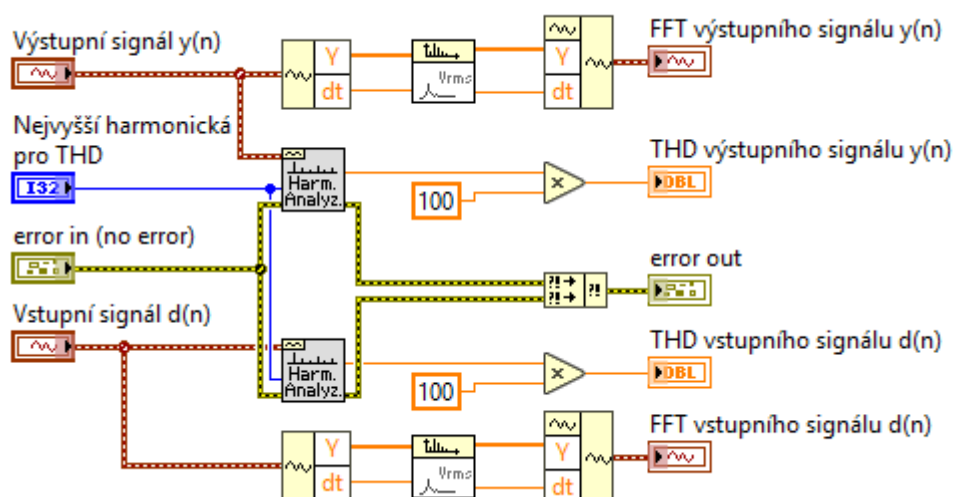 Výstupní signál y(n)
Y
dt
Vrms
Y
dt
FFT výstupního signálu y(n)
Nejvyšší harmonická
pro THD
I32
Harm.
Analyz.
100
×
THD výstupního signálu y(n)
DBL
error in (no error)
?!
?!
?!
error out
Vstupní signál d(n)
Harm.
Analyz.
100
×
THD vstupního signálu d(n)
DBL
Y
dt
Vrms
Y
dt
FFT vstupního signálu d(n)